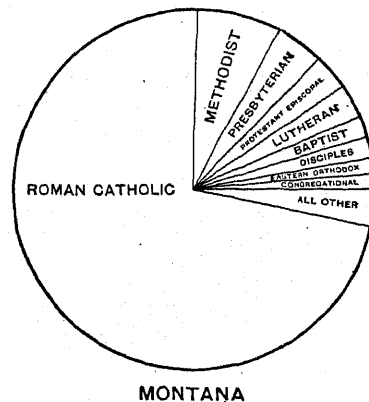 METHODIST
PRESBYTERIAN
PROTESTANT EPISCOPAL
LUTHERAN
BAPTIST
DISCIPLES
EASTERN ORTHODOX
CONGREGATIONAL
ALL OTHER
ROMAN CATHOLIC
MONTANA